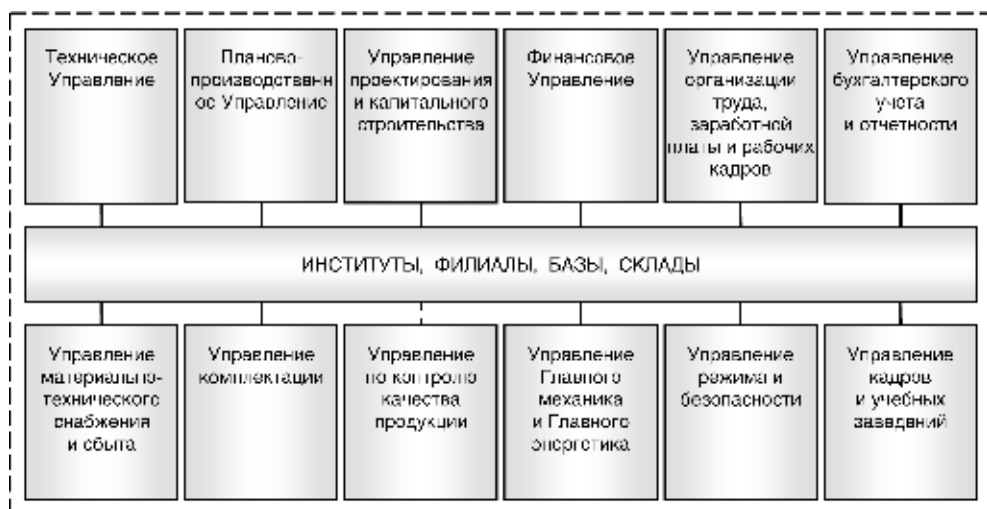 Техническое
Управление
Планово-
производственн
ое Управление
Управление
проектирования
и капитального
строительства
Финансовое
Управление
Управление
организации
труда,
заработной
платы и рабочих
кадров
Управление
бухгалтерского
учета
и отчетности
ИНСТИТУТЫ, ФИЛИАЛЫ, БАЗЫ, СКЛАДЫ
Управление
материально-
технического
снабжения
и сбыта
Управление
комплектации
Управление
по контролю
качества
продукции
Управление
Главного
механика
и Главного
энергетика
Управление
режима и
безопасности
Управление
кадров
и учебных
заведений